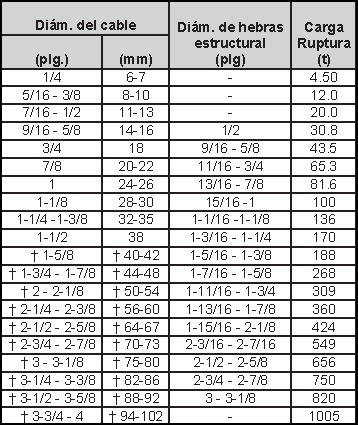 Diám. del cable Diám. de hebras estructural (plg) Carga Ruptura (t)
(plg.) (mm)
1/4 6-7 - 4.50
5/16 - 3/8 8-10 - 12.0
7/16 - 1/2 11-13 - 20.0
9/16 - 5/8 14-16 1/2 30.8
3/4 18 9/16 - 5/8 43.5
7/8 20-22 11/16 - 3/4 65.3
1 24-26 13/16 - 7/8 81.6
1-1/8 28-30 15/16 -1 100
1-1/4 -1-3/8 32-35 1-1/16 -1-1/8 136
1-1/2 38 1-3/16 - 1-1/4 170
† 1-5/8 † 40-42 1-5/16 - 1-3/8 188
† 1-3/4 - 1-7/8 † 44-48 1-7/16 - 1-5/8 268
† 2 - 2-1/8 † 50-54 1-11/16 - 1-3/4 309
† 2-1/4 - 2-3/8 † 56-60 1-13/16 - 1-7/8 360
† 2-1/2 - 2-5/8 † 64-67 1-15/16 - 2-1/8 424
† 2-3/4 - 2-7/8 † 70-73 2-3/16 - 2-7/16 549
† 3 - 3-1/8 † 75-80 2-1/2 - 2-5/8 656
† 3-1/4 - 3-3/8 † 82-86 2-3/4 - 2-7/8 750
† 3-1/2 - 3-5/8 † 88-92 3 - 3-1/8 820
† 3-3/4 - 4 † 94-102 - 1005